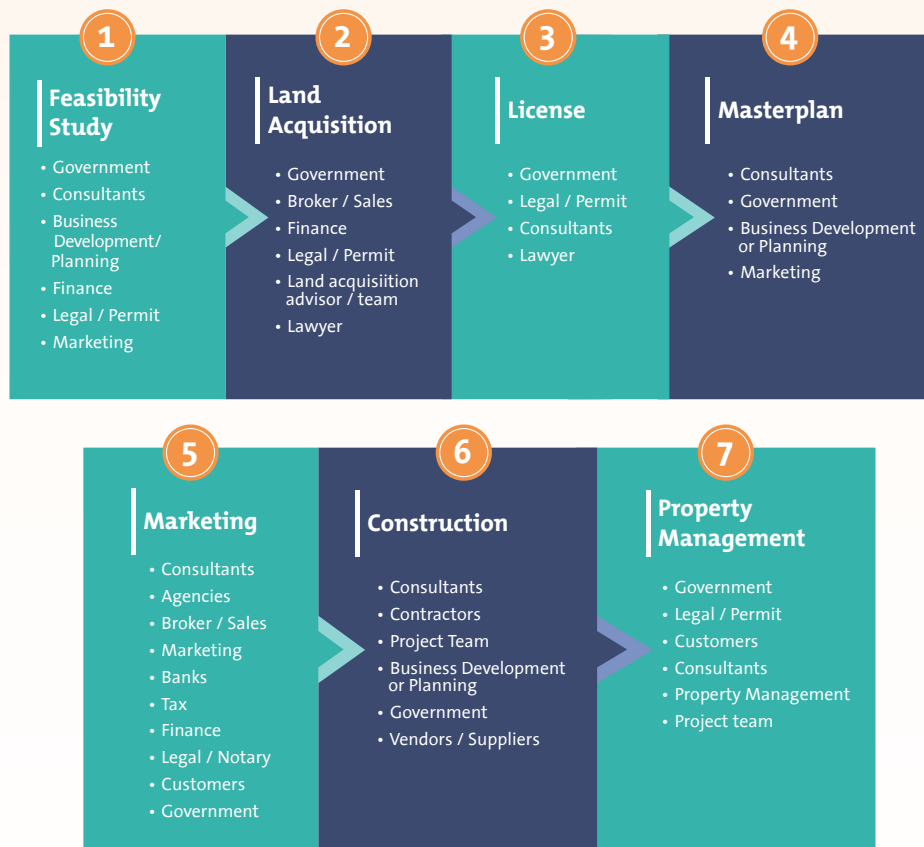 1
Feasibility
Study
• Government
• Consultants
• Business
Development/
Planning
• Finance
• Legal / Permit
• Marketing
2
Land
Acquisition
• Government
• Broker / Sales
• Finance
• Legal / Permit
• Land acquisiition
advisor / team
• Lawyer
3
License
• Government
• Legal / Permit
• Consultants
• Lawyer
4
Masterplan
• Consultants
• Government
• Business Development
or Planning
• Marketing
5
Marketing
• Consultants
• Agencies
• Broker / Sales
• Marketing
• Banks
• Tax
• Finance
• Legal / Notary
• Customers
• Government
6
Construction
• Consultants
• Contractors
• Project Team
• Business Development
or Planning
• Government
• Vendors / Suppliers
7
Property
Management
• Government
• Legal / Permit
• Customers
• Consultants
• Property Management
• Project team